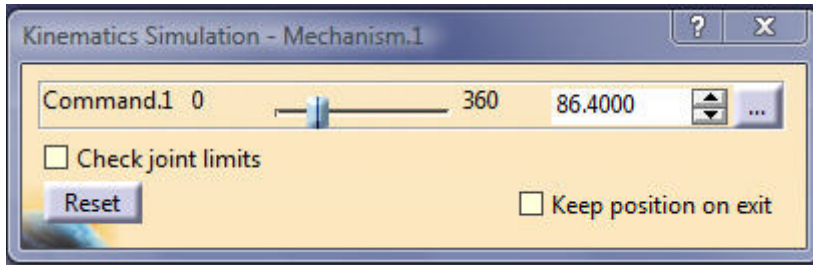 Kinematics Simulation - Mechanism.1
? X
Command.1 0 360 86.4000 ...
Check joint limits
Reset
Keep position on exit